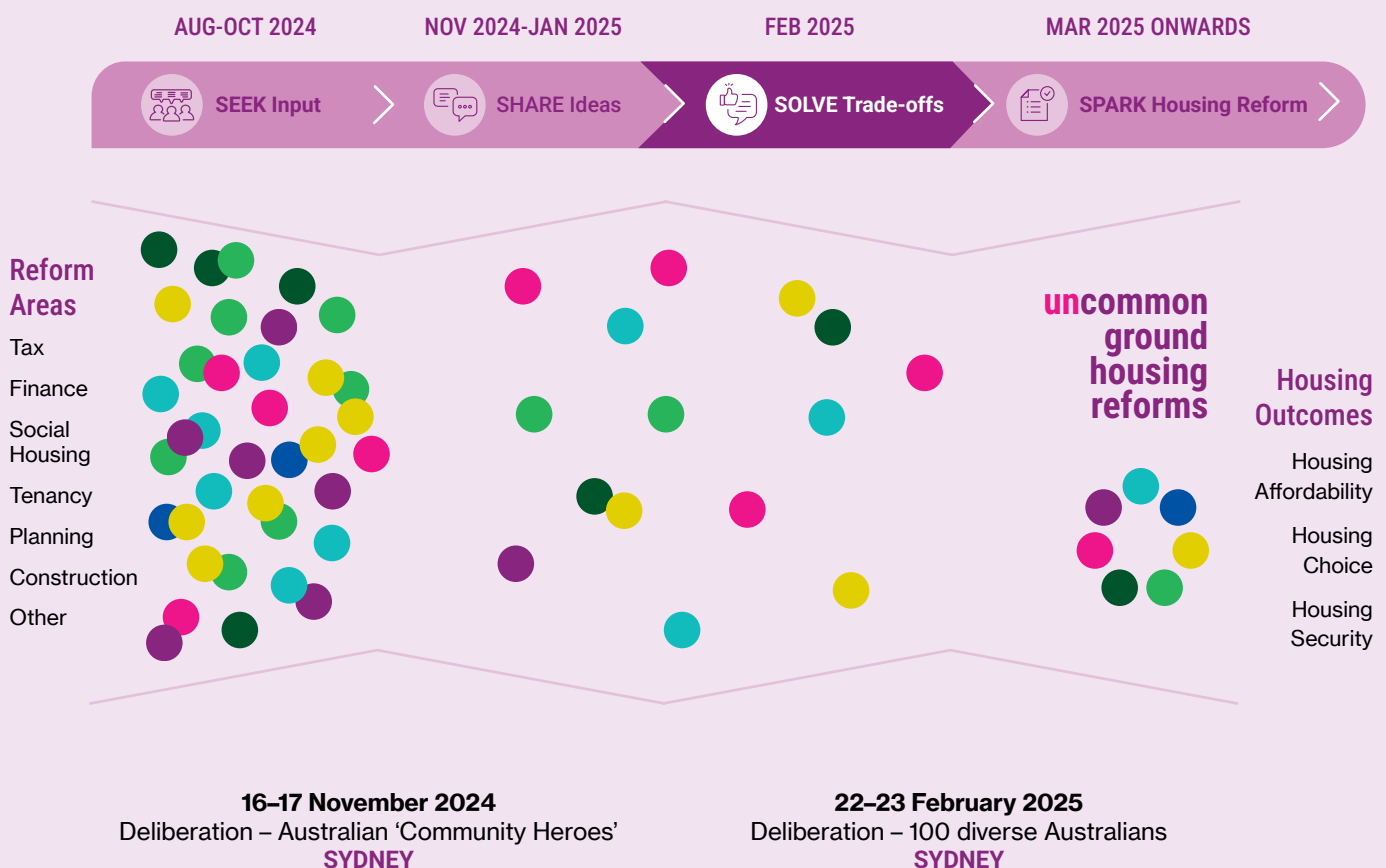 AUG-OCT 2024
NOV 2024-JAN 2025
FEB 2025
MAR 2025 ONWARDS
SEEK Input
SHARE Ideas
SOLVE Trade-offs
SPARK Housing Reform
Reform
Areas
Tax
Finance
Social
Housing
Tenancy
Planning
Construction
Other
uncommon
ground
housing
reforms
Housing
Outcomes
Housing
Affordability
Housing
Choice
Housing
Security
16–17 November 2024
Deliberation – Australian ‘Community Heroes’
SYDNEY
22–23 February 2025
Deliberation – 100 diverse Australians
SYDNEY